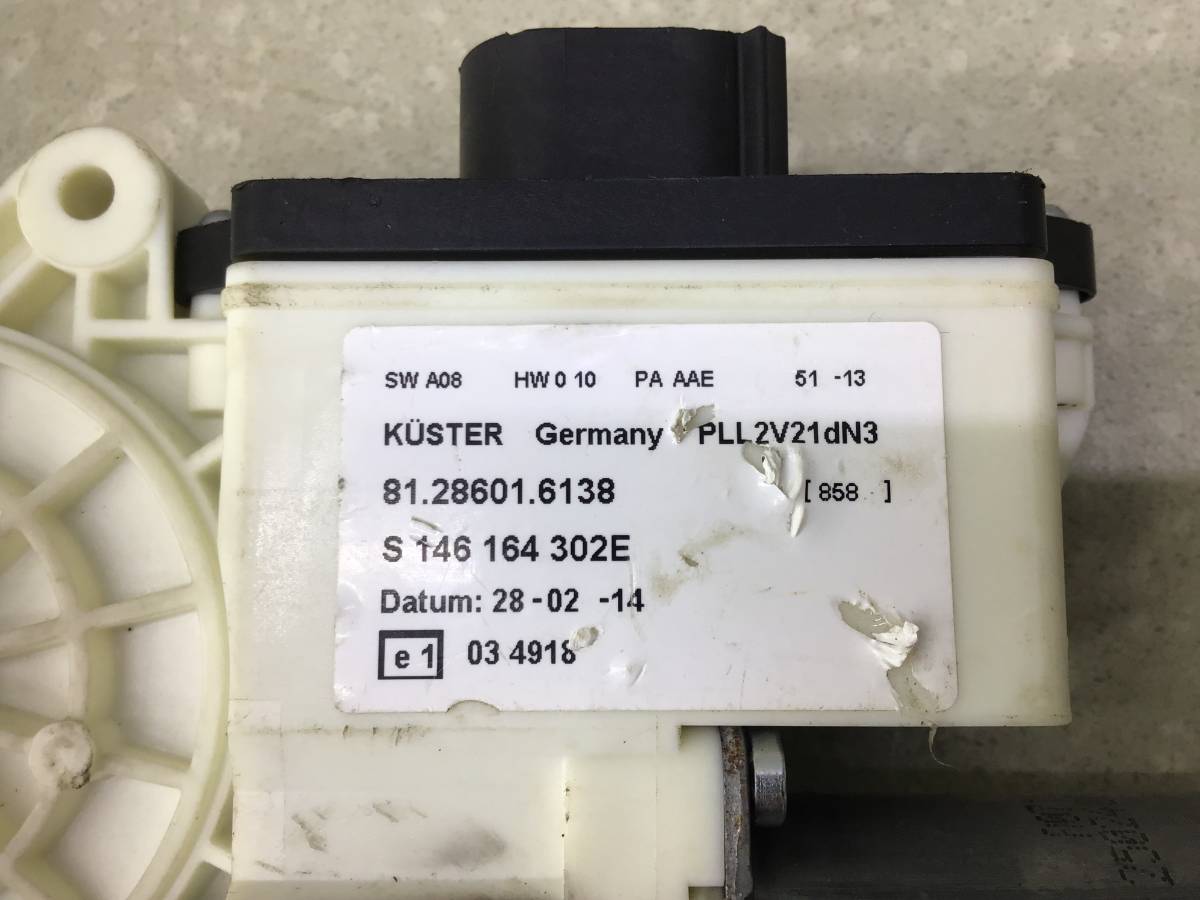 SW A08 HW 0 10 PA AAE 51 -13
KÜSTER Germany PLL2V21dN3
81.28601.6138 [ 858 ]
S 146 164 302E
Datum: 28-02 -14
e1 03 4918